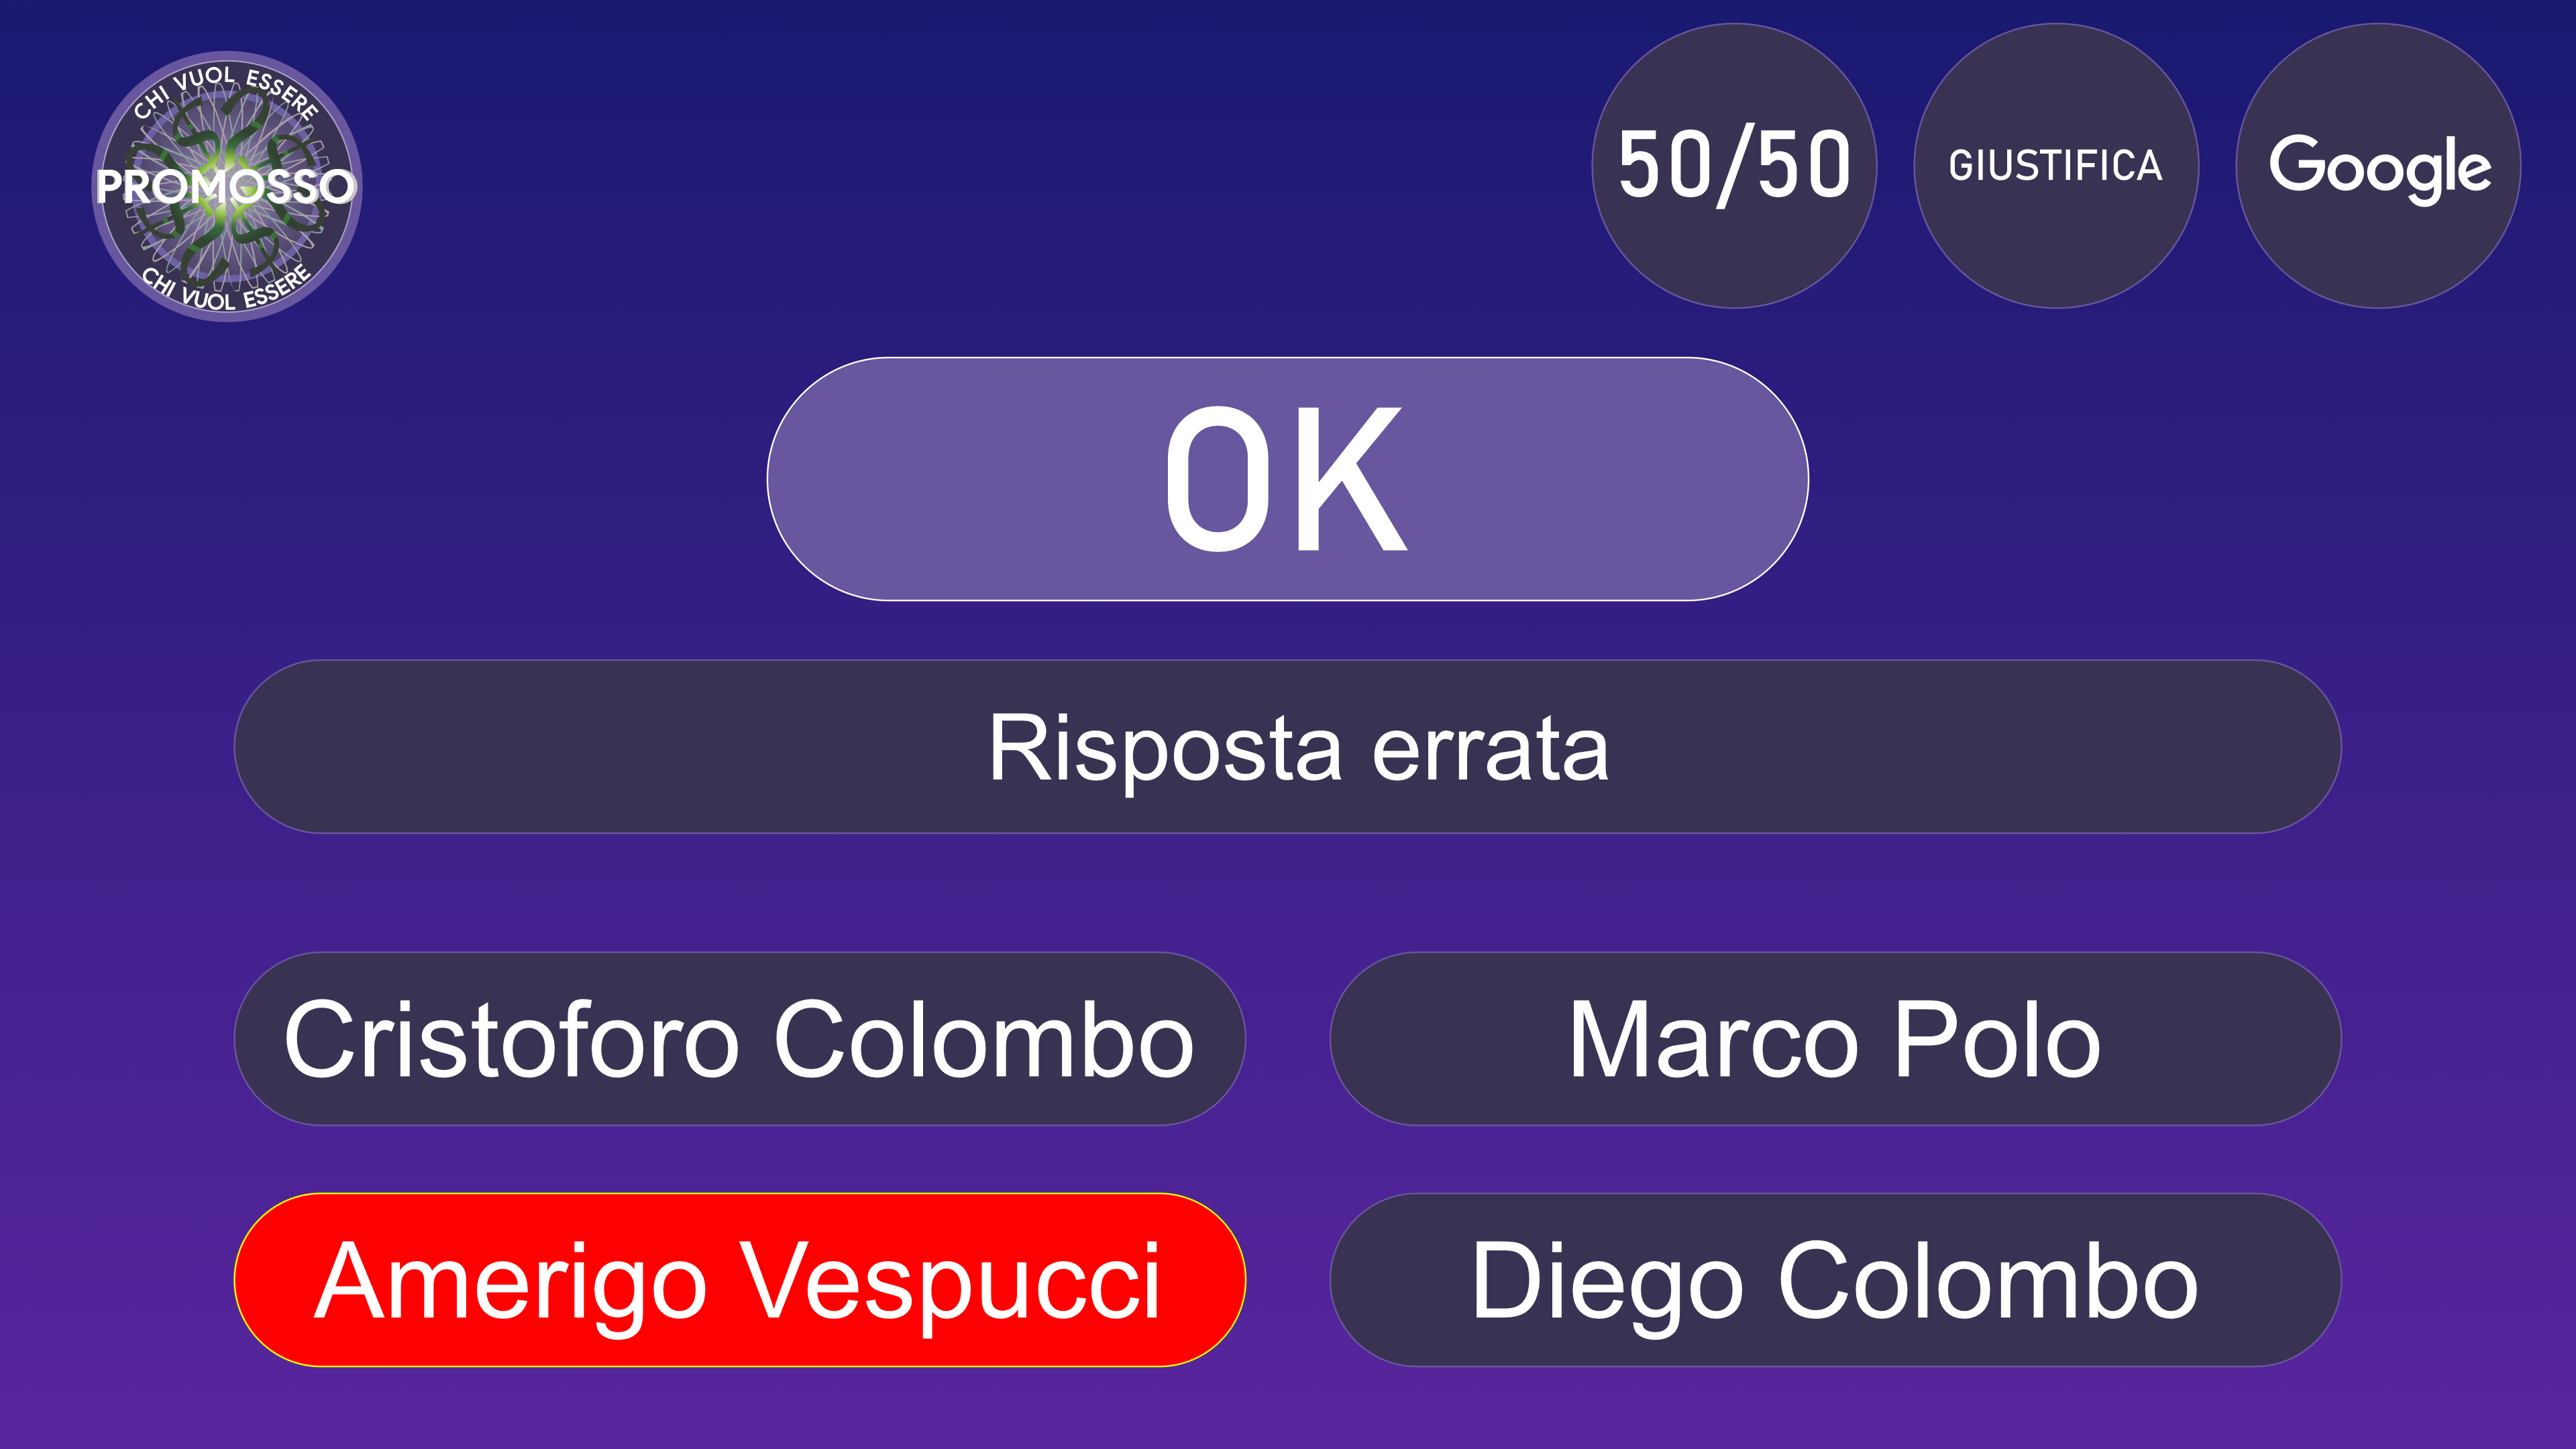 CHI VUOL ESSERE
PROMOSSO
CHI VUOL ESSERE
50/50
GIUSTIFICA
Google
OK
Risposta errata
Cristoforo Colombo
Marco Polo
Amerigo Vespucci
Diego Colombo